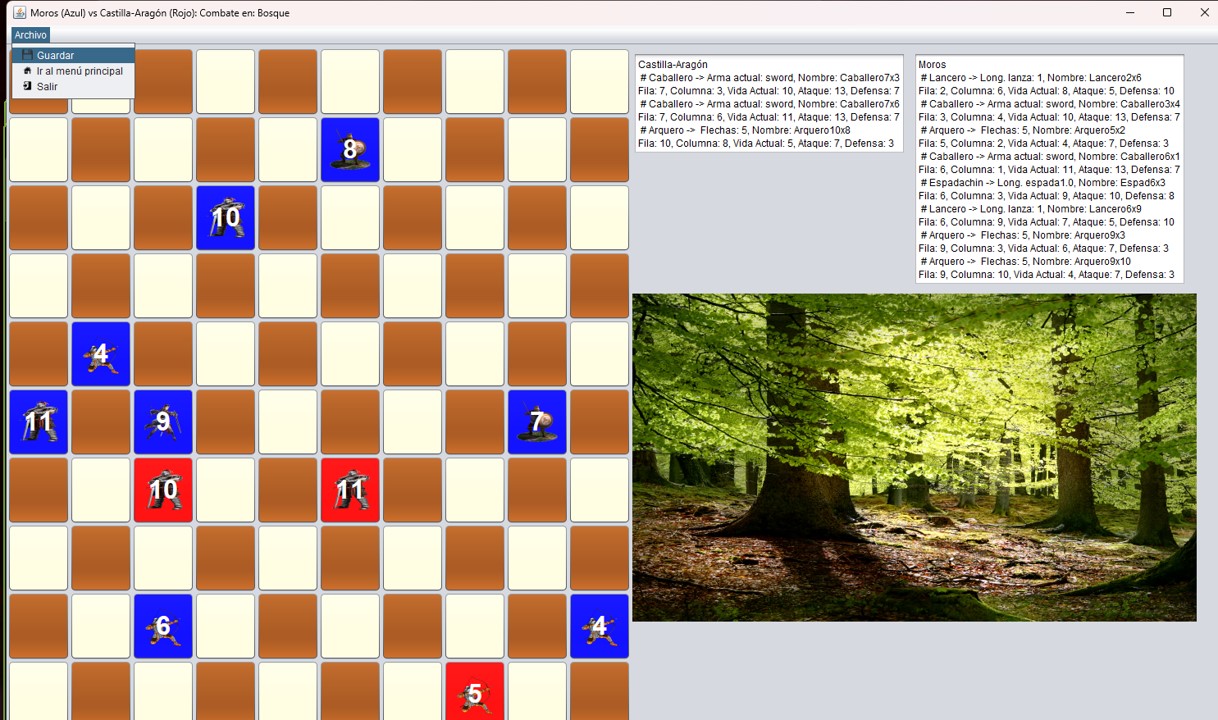 Moros (Azul) vs Castilla-Aragón (Rojo): Combate en: Bosque
Archivo
Guardar
Ir al menú principal
Salir
8
10
4
11
9
7
10
11
6
4
5
Castilla-Aragón
# Caballero -> Arma actual: sword, Nombre: Caballero7x3
Fila: 7, Columna: 3, Vida Actual: 10, Ataque: 13, Defensa: 7
# Caballero -> Arma actual: sword, Nombre: Caballero7x6
Fila: 7, Columna: 6, Vida Actual: 11, Ataque: 13, Defensa: 7
# Arquero -> Flechas: 5, Nombre: Arquero10x8
Fila: 10, Columna: 8, Vida Actual: 5, Ataque: 7, Defensa: 3
Moros
# Lancero -> Long. lanza: 1, Nombre: Lancero2x6
Fila: 2, Columna: 6, Vida Actual: 8, Ataque: 5, Defensa: 10
# Caballero -> Arma actual: sword, Nombre: Caballero3x4
Fila: 3, Columna: 4, Vida Actual: 10, Ataque: 13, Defensa: 7
# Arquero -> Flechas: 5, Nombre: Arquero5x2
Fila: 5, Columna: 2, Vida Actual: 4, Ataque: 7, Defensa: 3
# Caballero -> Arma actual: sword, Nombre: Caballero6x1
Fila: 6, Columna: 1, Vida Actual: 11, Ataque: 13, Defensa: 7
# Espadachin -> Long. espada1.0, Nombre: Espad6x3
Fila: 6, Columna: 3, Vida Actual: 9, Ataque: 10, Defensa: 8
# Lancero -> Long. lanza: 1, Nombre: Lancero6x9
Fila: 6, Columna: 9, Vida Actual: 7, Ataque: 5, Defensa: 10
# Arquero -> Flechas: 5, Nombre: Arquero9x3
Fila: 9, Columna: 3, Vida Actual: 6, Ataque: 7, Defensa: 3
# Arquero -> Flechas: 5, Nombre: Arquero9x10
Fila: 9, Columna: 10, Vida Actual: 4, Ataque: 7, Defensa: 3